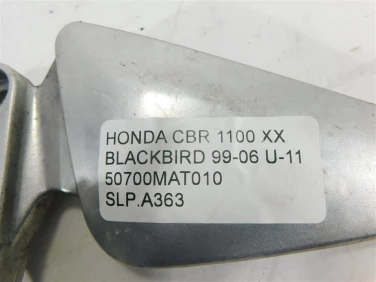 HONDA CBR 1100 XX
BLACKBIRD 99-06 U-11
50700MAT010
SLP.A363